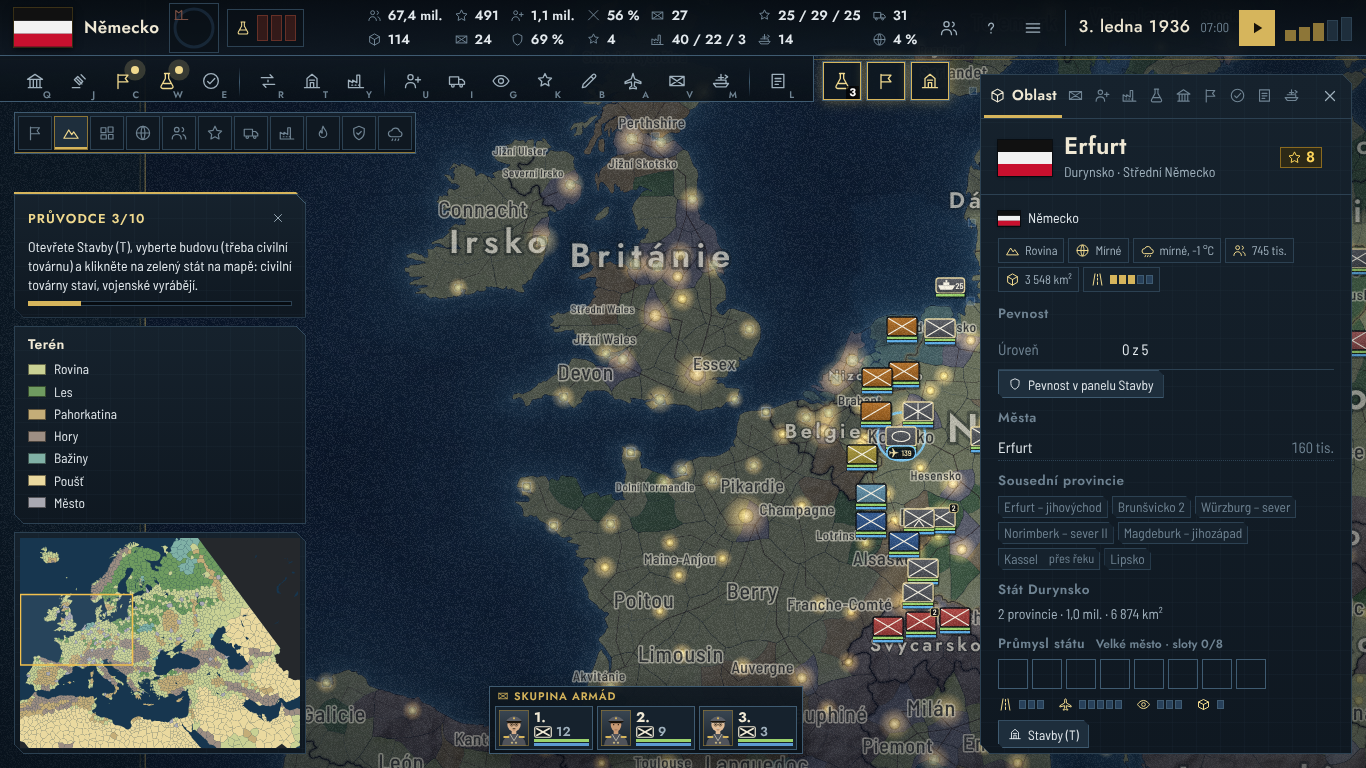 Německo
67,4 mil.
491
1,1 mil.
56 %
27
25 / 29 / 25
31
114
24
69 %
4
40 / 22 / 3
14
4 %
?
3. ledna 1936
07:00
Q
J
C
W
E
R
T
Y
U
I
G
K
B
A
V
M
L
3
PRŮVODCE 3/10
Otevřete Stavby (T), vyberte budovu (třeba civilní
továrnu) a klikněte na zelený stát na mapě: civilní
továrny staví, vojenské vyrábějí.
Terén
Rovina
Les
Pahorkatina
Hory
Bažiny
Poušť
Město
Perthshire
Jižní Ulster
Jižní Skotsko
Severní Irsko
Connacht
Irsko
Británie
Střední Wales
Jižní Wales
Devon
Essex
25
Belgie
139
Hesensko
Dolní Normandie
Pikardie
Champagne
2
Maine-Anjou
Poitou
Berry
Franche-Comté
2
Švýcarsko
Limousin
Auvergne
Akvitánie
Galicie
Milán
Piemont
León
Toulouse
Languedoc
SKUPINA ARMÁD
1.
12
2.
9
3.
3
Oblast
Erfurt
8
Durynsko · Střední Německo
Německo
Rovina
Mírné
mírné, -1 °C
745 tis.
3 548 km²
Pevnost
Úroveň
0 z 5
Pevnost v panelu Stavby
Města
Erfurt
160 tis.
Sousední provincie
Erfurt – jihovýchod
Brunšvicko 2
Würzburg – sever
Norimberk – sever II
Magdeburk – jihozápad
Kassel přes řeku
Lipsko
Stát Durynsko
2 provincie · 1,0 mil. · 6 874 km²
Průmysl státu
Velké město · sloty 0/8
Stavby (T)